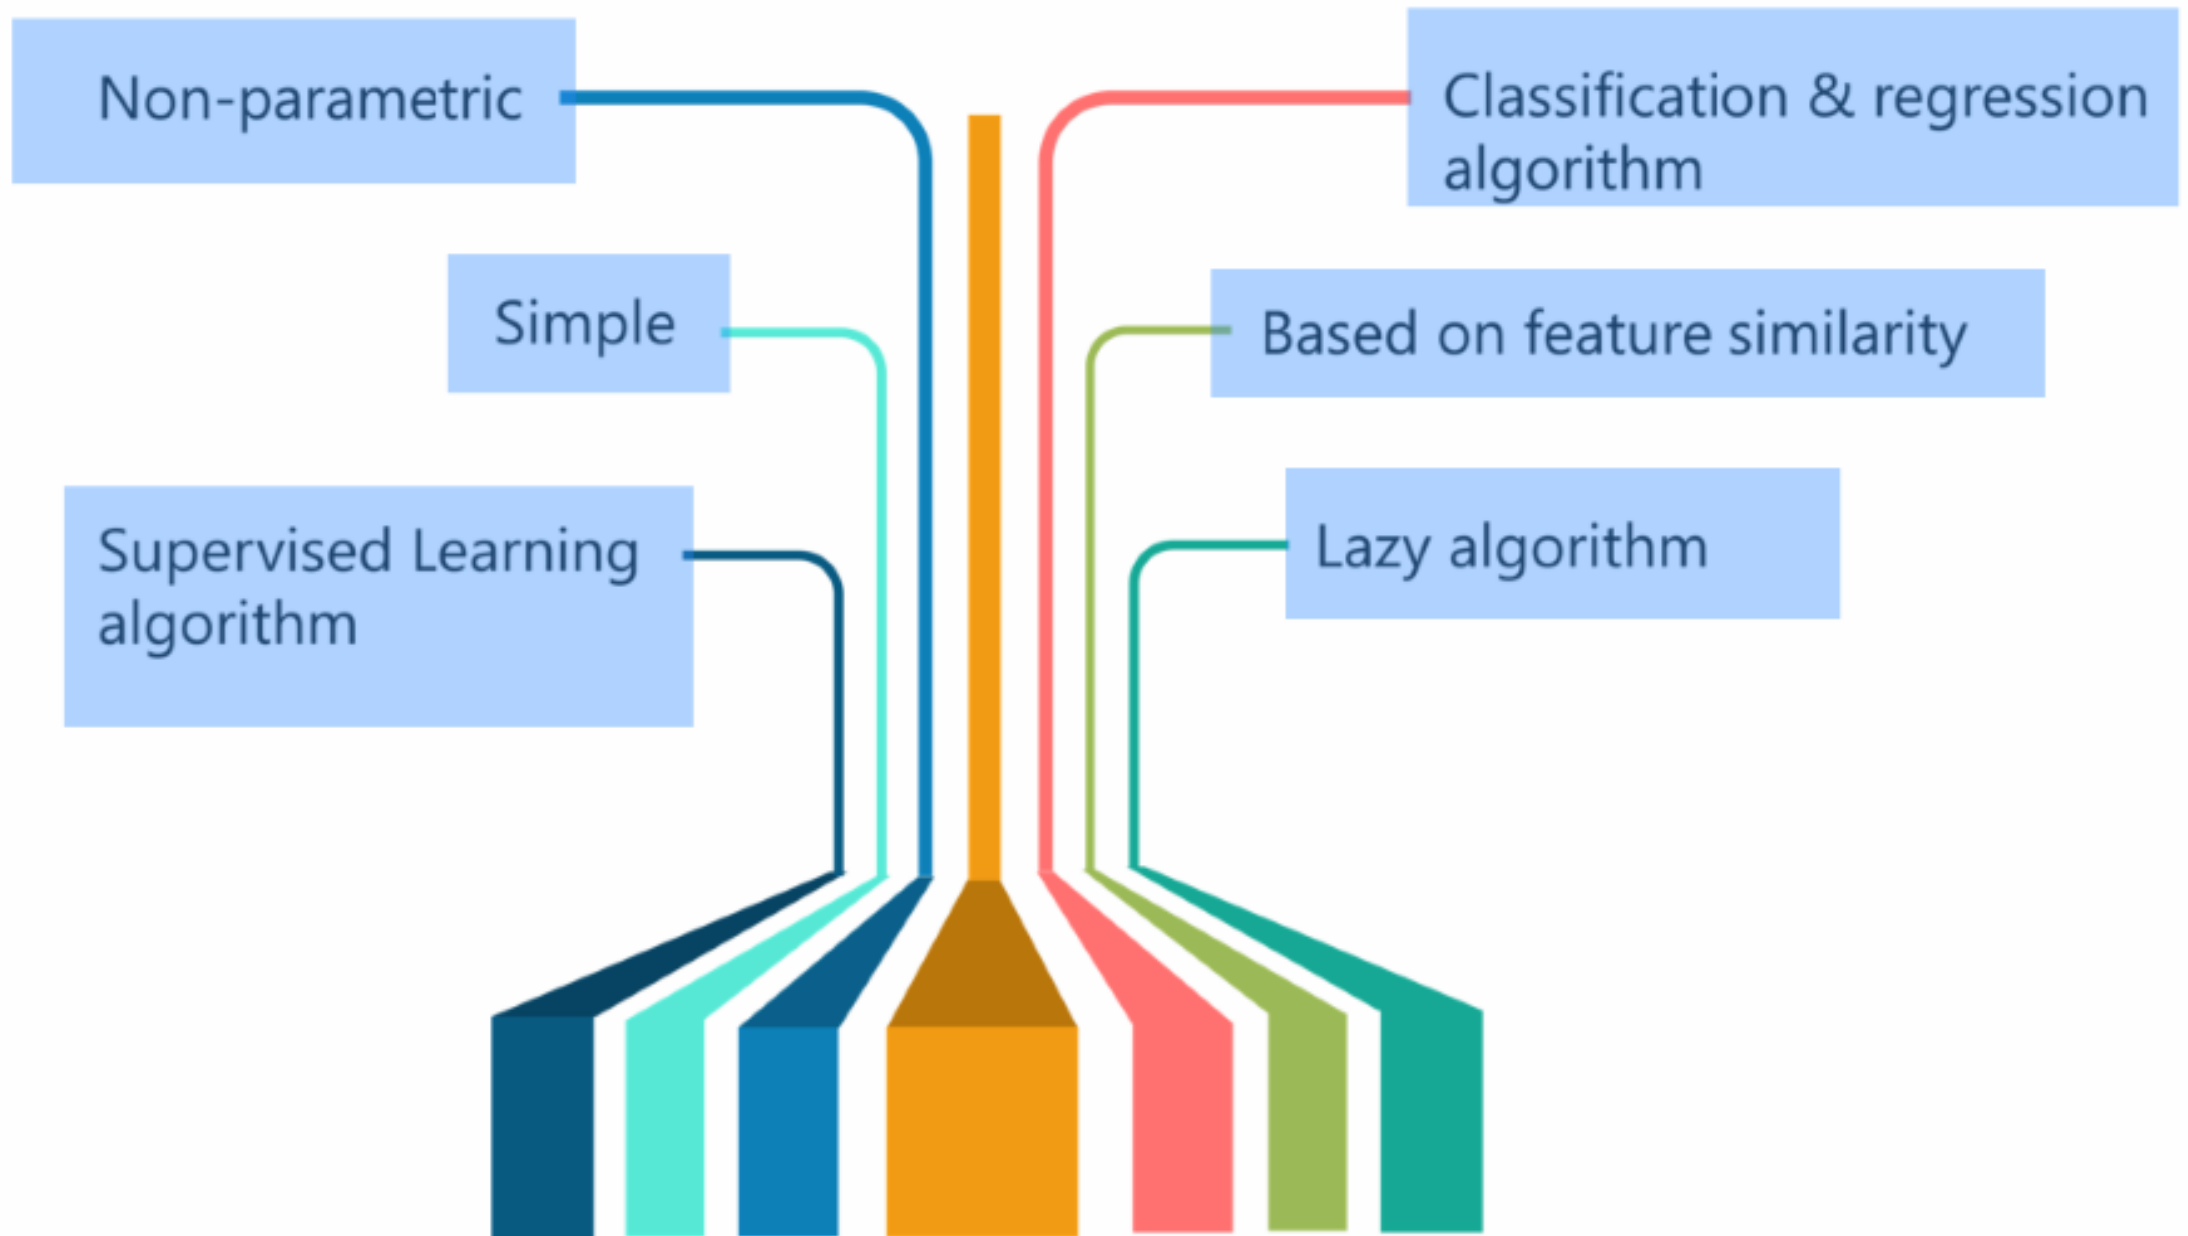 Non-parametric
Classification & regression
algorithm
Simple
Based on feature similarity
Supervised Learning
algorithm
Lazy algorithm